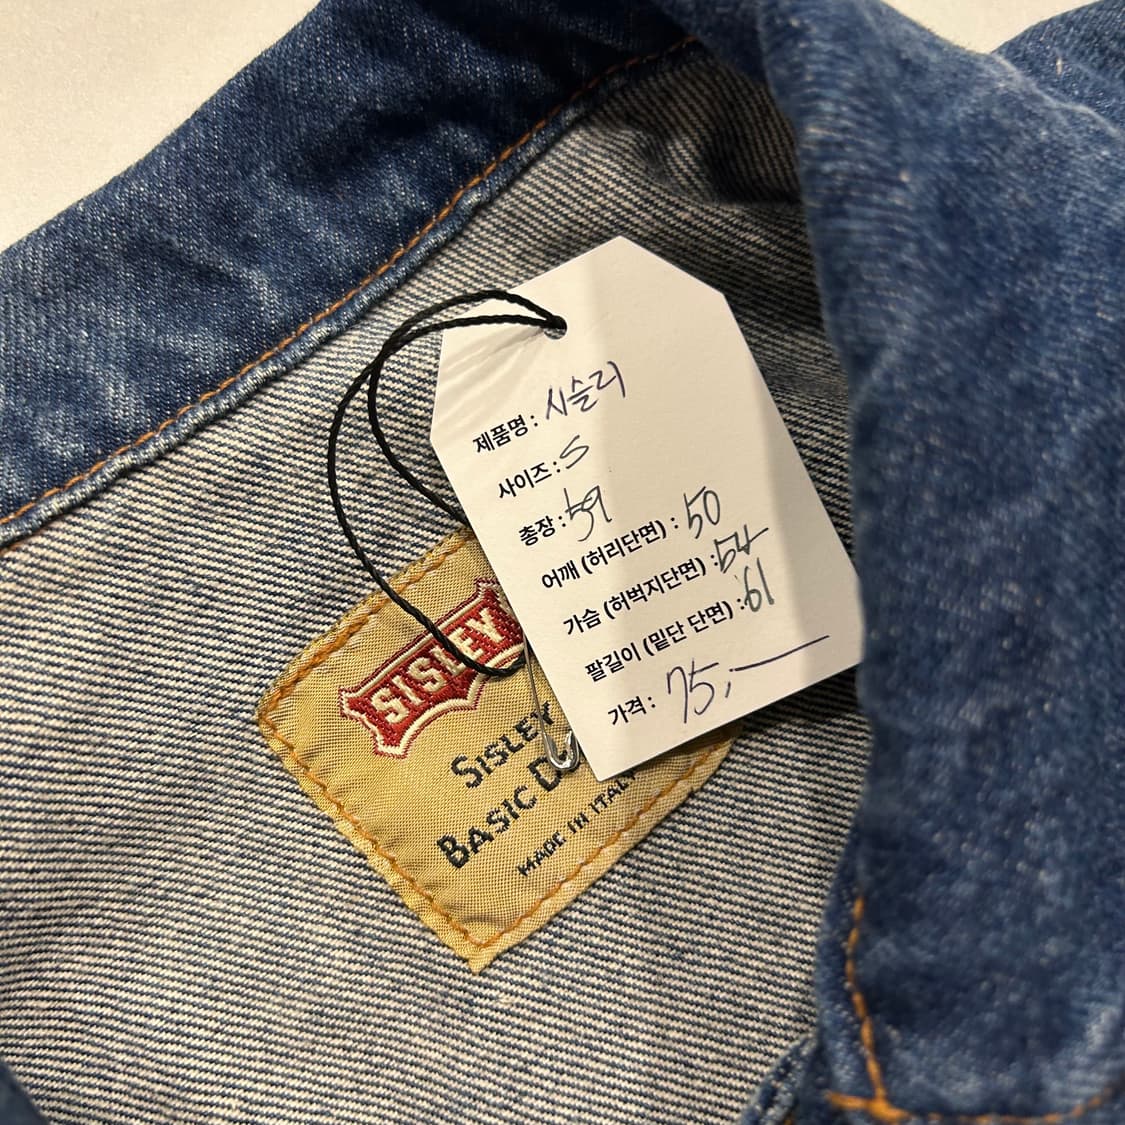 제품명 : 시슬리
사이즈 : S
총장 : 59
어깨 (허리단면) : 50
가슴 (허벅지단면) : 54
팔길이 (밑단 단면) : 61
가격 : 75,-
SISLEY
SISLEY
BASIC
MADE IN ITALY